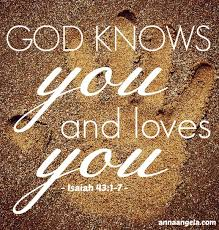 GOD KNOWS
you
and loves
you
- Isaiah 43:1-7 -
annaangela.com